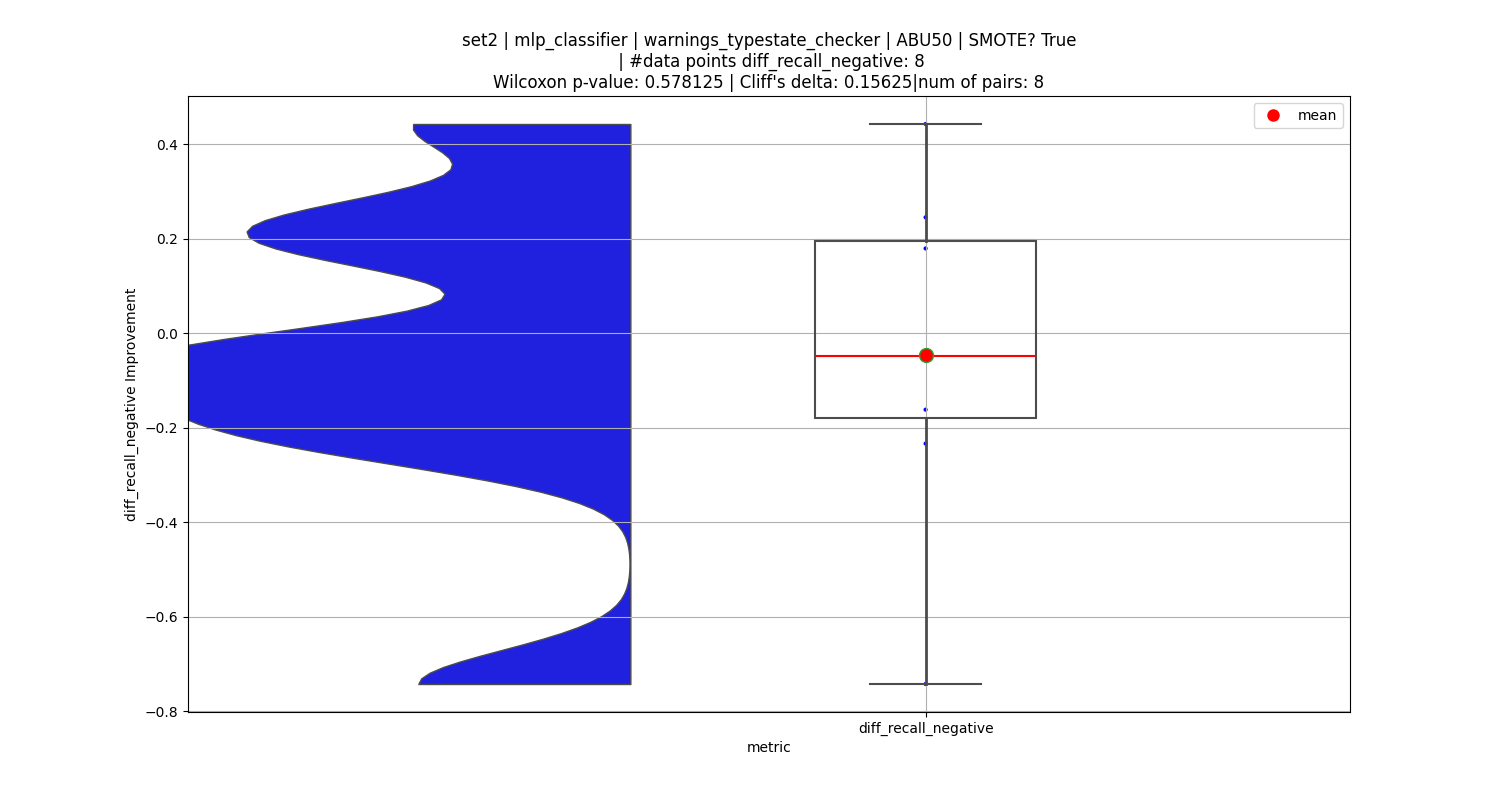 set2 | mlp_classifier | warnings_typestate_checker | ABU50 | SMOTE? True
| #data points diff_recall_negative: 8
Wilcoxon p-value: 0.578125 | Cliff's delta: 0.15625|num of pairs: 8
mean
0.4
0.2
0.0
−0.2
−0.4
−0.6
−0.8
diff_recall_negative Improvement
diff_recall_negative
metric